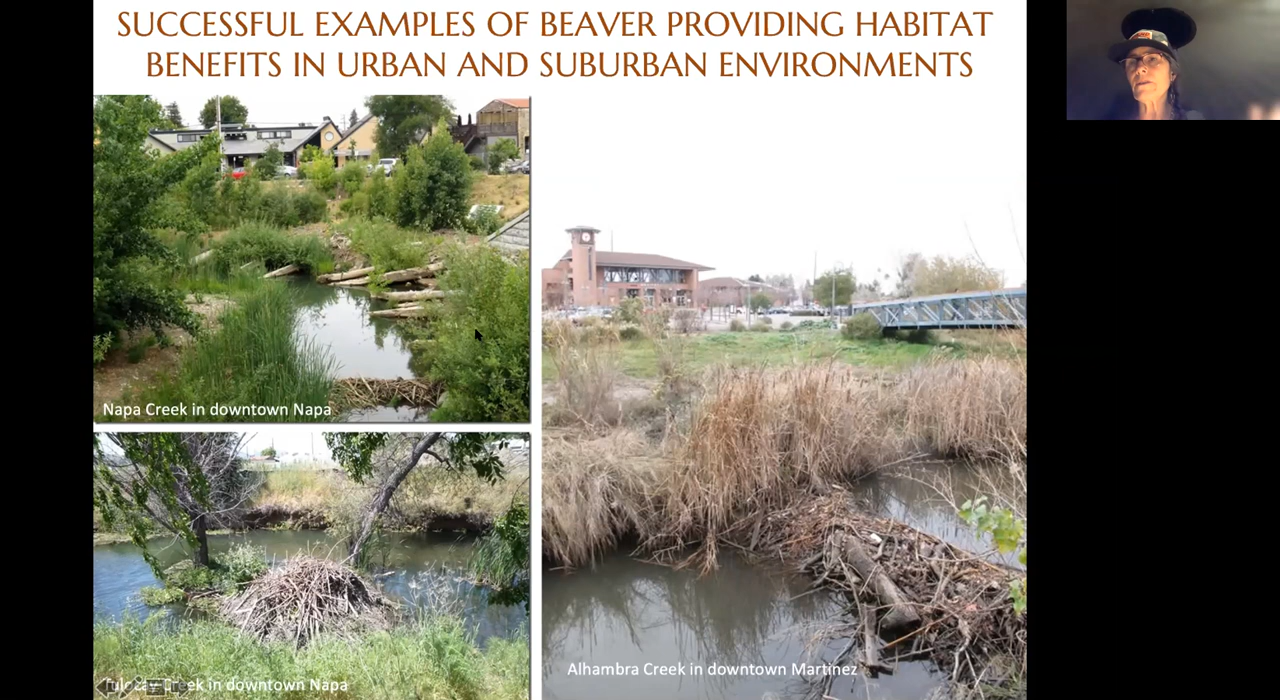 SUCCESSFUL EXAMPLES OF BEAVER PROVIDING HABITAT
BENEFITS IN URBAN AND SUBURBAN ENVIRONMENTS
Napa Creek in downtown Napa
Creek in downtown Napa
Alhambra Creek in downtown Martinez